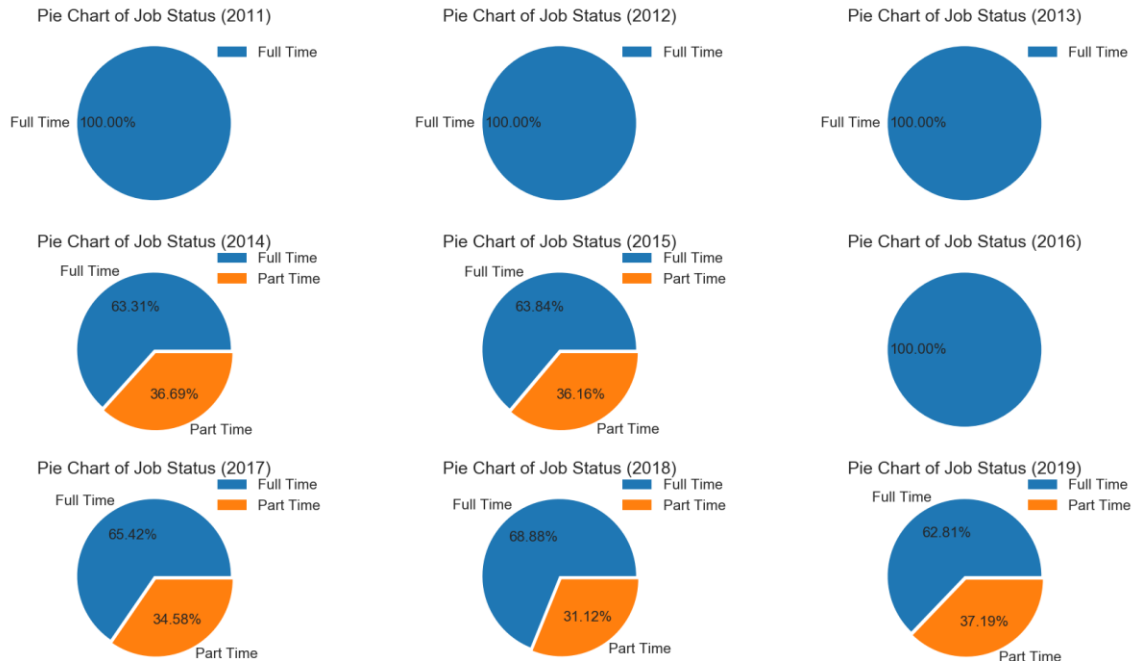 Pie Chart of Job Status (2011)
Full Time
Full Time
100.00%
Pie Chart of Job Status (2012)
Full Time
Full Time
100.00%
Pie Chart of Job Status (2013)
Full Time
Full Time
100.00%
Pie Chart of Job Status (2014)
Full Time
Part Time
Full Time
63.31%
36.69%
Part Time
Pie Chart of Job Status (2015)
Full Time
Part Time
Full Time
63.84%
36.16%
Part Time
Pie Chart of Job Status (2016)
100.00%
Pie Chart of Job Status (2017)
Full Time
Part Time
Full Time
65.42%
34.58%
Part Time
Pie Chart of Job Status (2018)
Full Time
Part Time
Full Time
68.88%
31.12%
Part Time
Pie Chart of Job Status (2019)
Full Time
Part Time
Full Time
62.81%
37.19%
Part Time